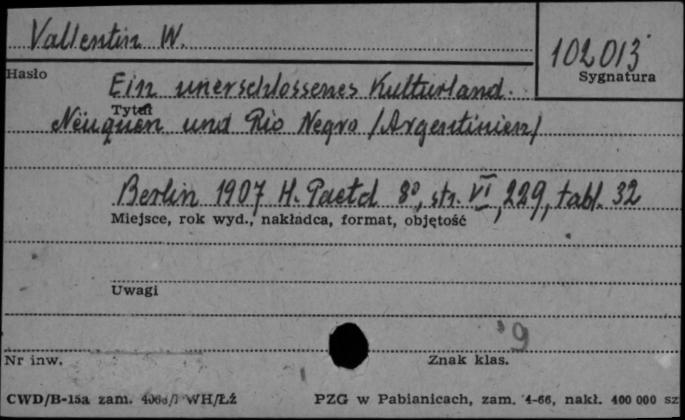 Vallentin W.
102013
Hasło
Sygnatura
Ein unerschlossenes Kulturland.
Tytuł
Neuquen und Rio Negro /Argentinien/
Berlin 1907 H. Paetel 8°, str. VI, 229, tabl. 32
Miejsce, rok wyd., nakładca, format, objętość
Uwagi
9
Nr inw.
Znak klas.
CWD/B-15a zam. WH/Łź
PZG w Pabianicach, zam. 4-66, nakł. 400 000 sz